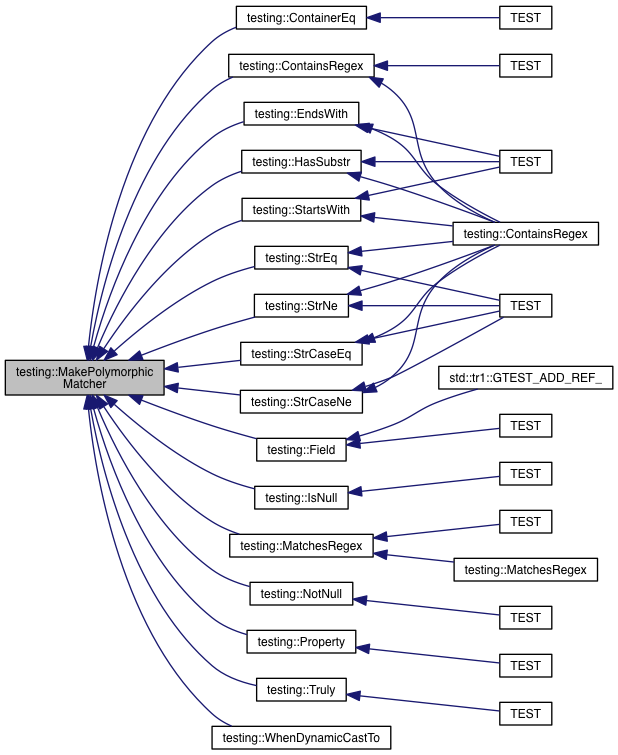 testing::ContainerEq
TEST
testing::ContainsRegex
TEST
testing::EndsWith
testing::HasSubstr
TEST
testing::StartsWith
testing::ContainsRegex
testing::StrEq
testing::StrNe
TEST
testing::StrCaseEq
testing::MakePolymorphic
Matcher
std::tr1::GTEST_ADD_REF_
testing::StrCaseNe
TEST
testing::Field
TEST
testing::IsNull
TEST
testing::MatchesRegex
testing::MatchesRegex
testing::NotNull
TEST
testing::Property
TEST
testing::Truly
TEST
testing::WhenDynamicCastTo